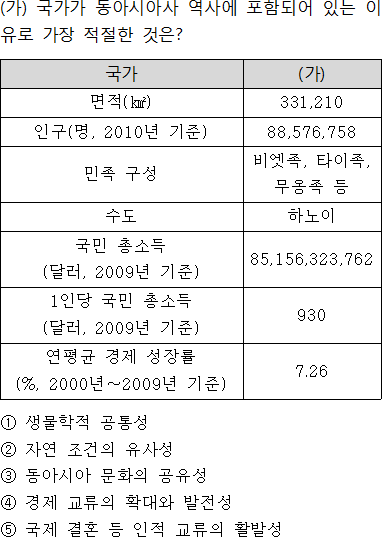 (가) 국가가 동아시아사 역사에 포함되어 있는 이
유로 가장 적절한 것은?
국가 (가)
면적(㎢) 331,210
인구(명, 2010년 기준) 88,576,758
민족 구성 비엣족, 타이족,
무옹족 등
수도 하노이
국민 총소득
(달러, 2009년 기준) 85,156,323,762
1인당 국민 총소득
(달러, 2009년 기준) 930
연평균 경제 성장률
(%, 2000년～2009년 기준) 7.26
① 생물학적 공통성
② 자연 조건의 유사성
③ 동아시아 문화의 공유성
④ 경제 교류의 확대와 발전성
⑤ 국제 결혼 등 인적 교류의 활발성